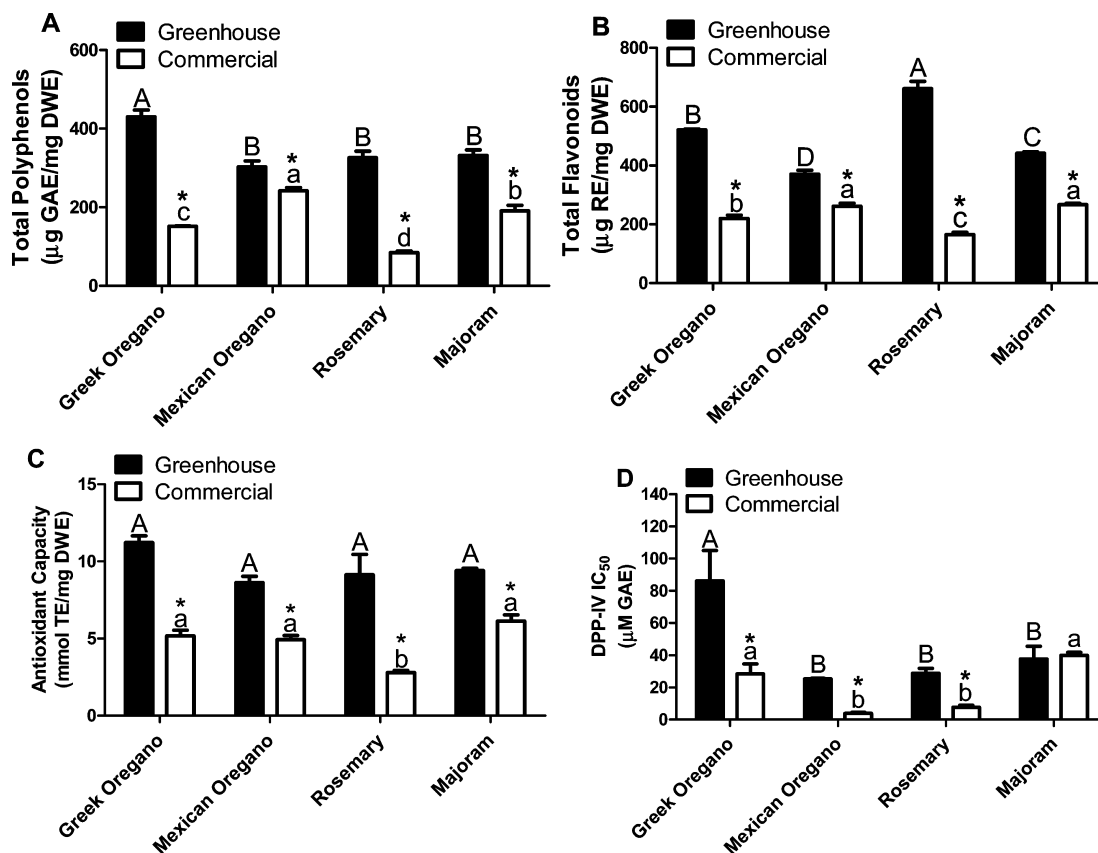 A
Greenhouse
Commercial
Total Polyphenols
(μg GAE/mg DWE)
600
400
200
0
A
*
c
B
*
a
B
*
d
B
*
b
Greek Oregano
Mexican Oregano
Rosemary
Majoram
B
Greenhouse
Commercial
Total Flavonoids
(μg RE/mg DWE)
800
600
400
200
0
B
*
b
D
*
a
A
*
c
C
*
a
Greek Oregano
Mexican Oregano
Rosemary
Majoram
C
Greenhouse
Commercial
Antioxidant Capacity
(mmol TE/mg DWE)
15
10
5
0
A
*
a
A
*
a
A
*
b
A
*
a
Greek Oregano
Mexican Oregano
Rosemary
Majoram
D
Greenhouse
Commercial
DPP-IV IC50
(μM GAE)
140
120
100
80
60
40
20
0
A
*
a
B
*
b
B
*
b
B
a
Greek Oregano
Mexican Oregano
Rosemary
Majoram